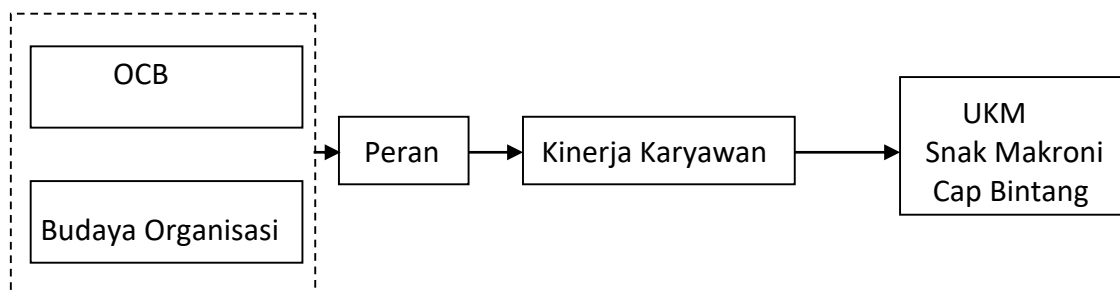 OCB
Budaya Organisasi
Peran
Kinerja Karyawan
UKM
Snak Makroni
Cap Bintang